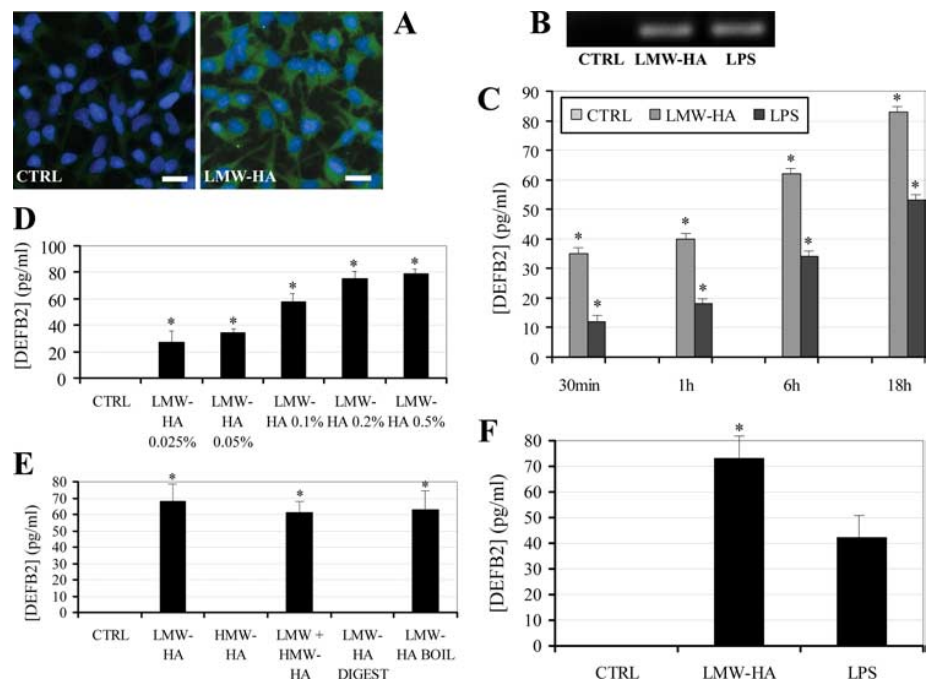 A
CTRL
LMW-HA
B
CTRL LMW-HA LPS
C
CTRL LMW-HA LPS
[DEFB2] (pg/ml)
90
80
70
60
50
40
30
20
10
0
* * * * * * * *
30min 1h 6h 18h
D
[DEFB2] (pg/ml)
100
80
60
40
20
0
* * * * *
CTRL LMW- LMW- LMW- LMW- LMW-
HA HA HA 0.1% HA 0.2% HA 0.5%
0.025% 0.05%
E
[DEFB2] (pg/ml)
80
70
60
50
40
30
20
10
0
* * *
CTRL LMW- HMW- LMW + LMW- LMW-
HA HA HMW- HA HA BOIL
HA DIGEST
F
[DEFB2] (pg/ml)
80
70
60
50
40
30
20
10
0
*
CTRL LMW-HA LPS